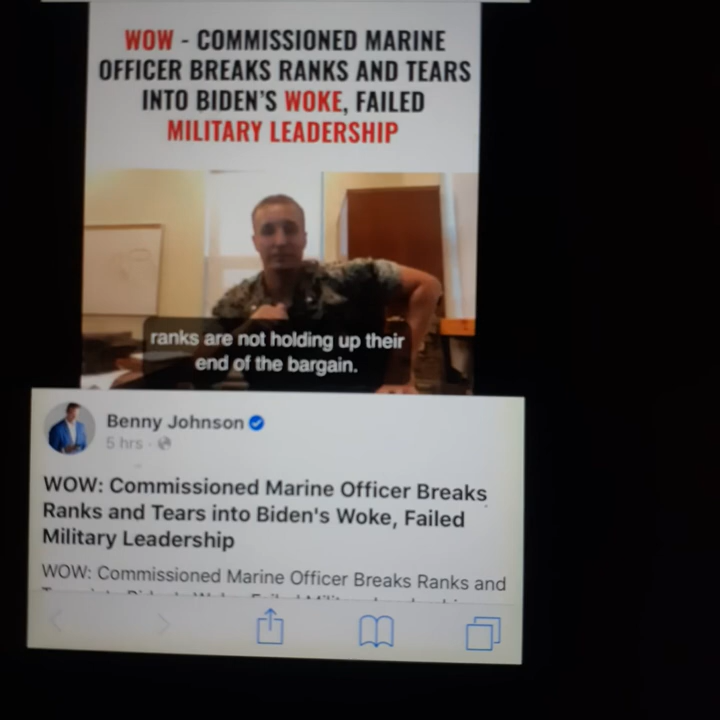 WOW - COMMISSIONED MARINE
OFFICER BREAKS RANKS AND TEARS
INTO BIDEN'S WOKE, FAILED
MILITARY LEADERSHIP
ranks are not holding up their
end of the bargain.
Benny Johnson
5 hrs ·
WOW: Commissioned Marine Officer Breaks
Ranks and Tears into Biden's Woke, Failed
Military Leadership
WOW: Commissioned Marine Officer Breaks Ranks and